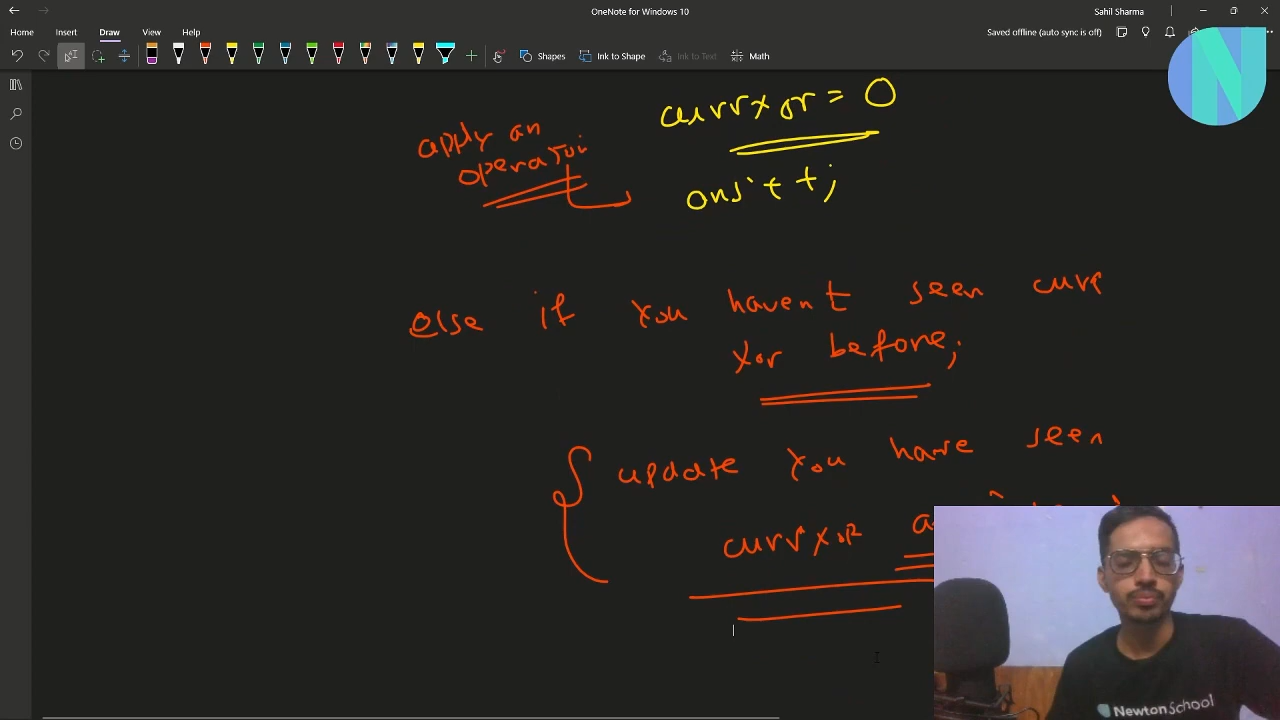 OneNote for Windows 10
Sahil Sharma
Home Insert Draw View Help
Saved offline (auto sync is off)
Shapes Ink to Shape Ink to Text Math
currxor = 0
apply an
operation
ans++;
else if you havent seen curr
xor before;
update you have seen
currxor
NewtonSchool